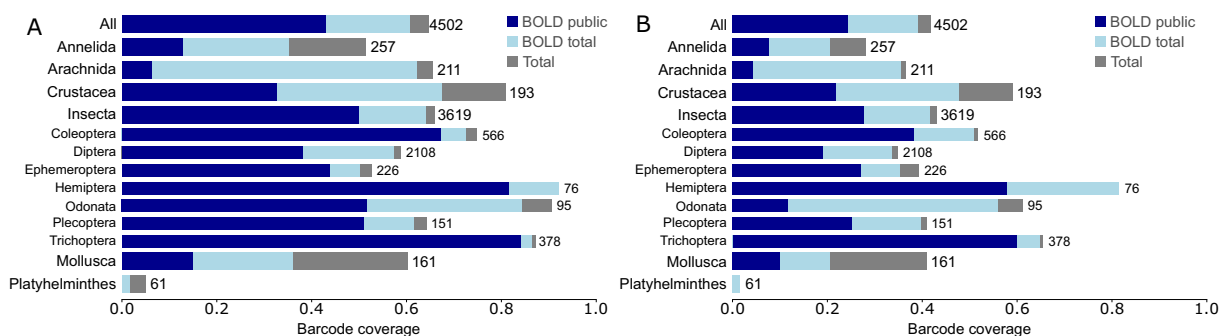 A
All 4502
Annelida 257
Arachnida 211
Crustacea 193
Insecta 3619
Coleoptera 566
Diptera 2108
Ephemeroptera 226
Hemiptera 76
Odonata 95
Plecoptera 151
Trichoptera 378
Mollusca 161
Platyhelminthes 61
BOLD public
BOLD total
Total
0.0 0.2 0.4 0.6 0.8 1.0
Barcode coverage
B
All 4502
Annelida 257
Arachnida 211
Crustacea 193
Insecta 3619
Coleoptera 566
Diptera 2108
Ephemeroptera 226
Hemiptera 76
Odonata 95
Plecoptera 151
Trichoptera 378
Mollusca 161
Platyhelminthes 61
BOLD public
BOLD total
Total
0.0 0.2 0.4 0.6 0.8 1.0
Barcode coverage